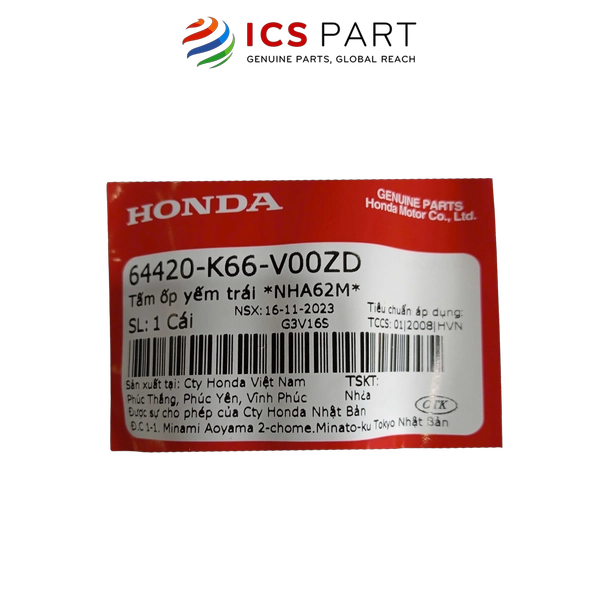 ICS PART
GENUINE PARTS, GLOBAL REACH
HONDA
GENUINE PARTS
Honda Motor Co., Ltd.
64420-K66-V00ZD
Tấm ốp yếm trái *NHA62M*
NSX: 16-11-2023
Tiêu chuẩn áp dụng:
SL: 1 Cái
G3V16S
TCCS: 01|2008|HVN
Sản xuất tại: Cty Honda Việt Nam
TSKT:
Phúc Thắng, Phúc Yên, Vĩnh Phúc
Nhựa
Được sự cho phép của Cty Honda Nhật Bản
CTK
Đ.C 1-1. Minami Aoyama 2-chome.Minato-ku Tokyo Nhật Bản